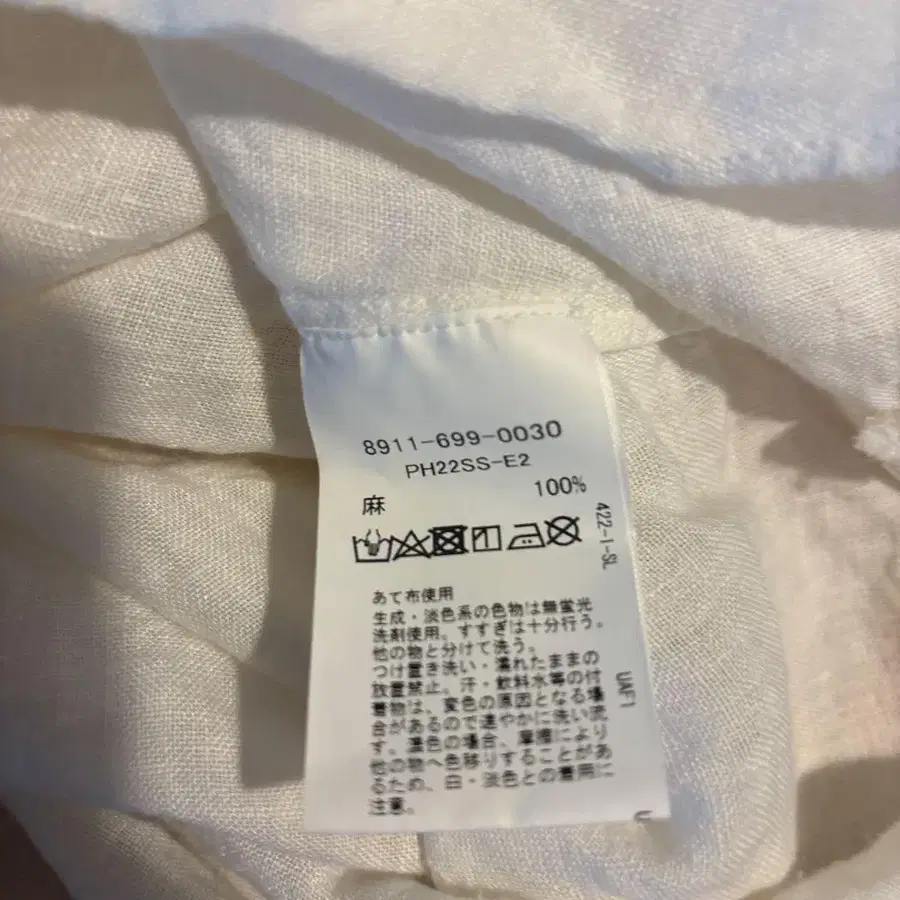 8911-699-0030
PH22SS-E2
麻 100%
あて布使用
生成・淡色系の色物は無蛍光
洗剤使用。すすぎは十分行う。
他の物と分けて洗う。
つけ置き洗い・濡れたままの
放置禁止。汗・飲料水等の付
着物は、変色の原因となる場
合があるので速やかに洗い流
す。濃色の場合、摩擦により
他の物へ色移りすることがあ
るため、白・淡色との着用に
注意。
422-I-SL
UAF1